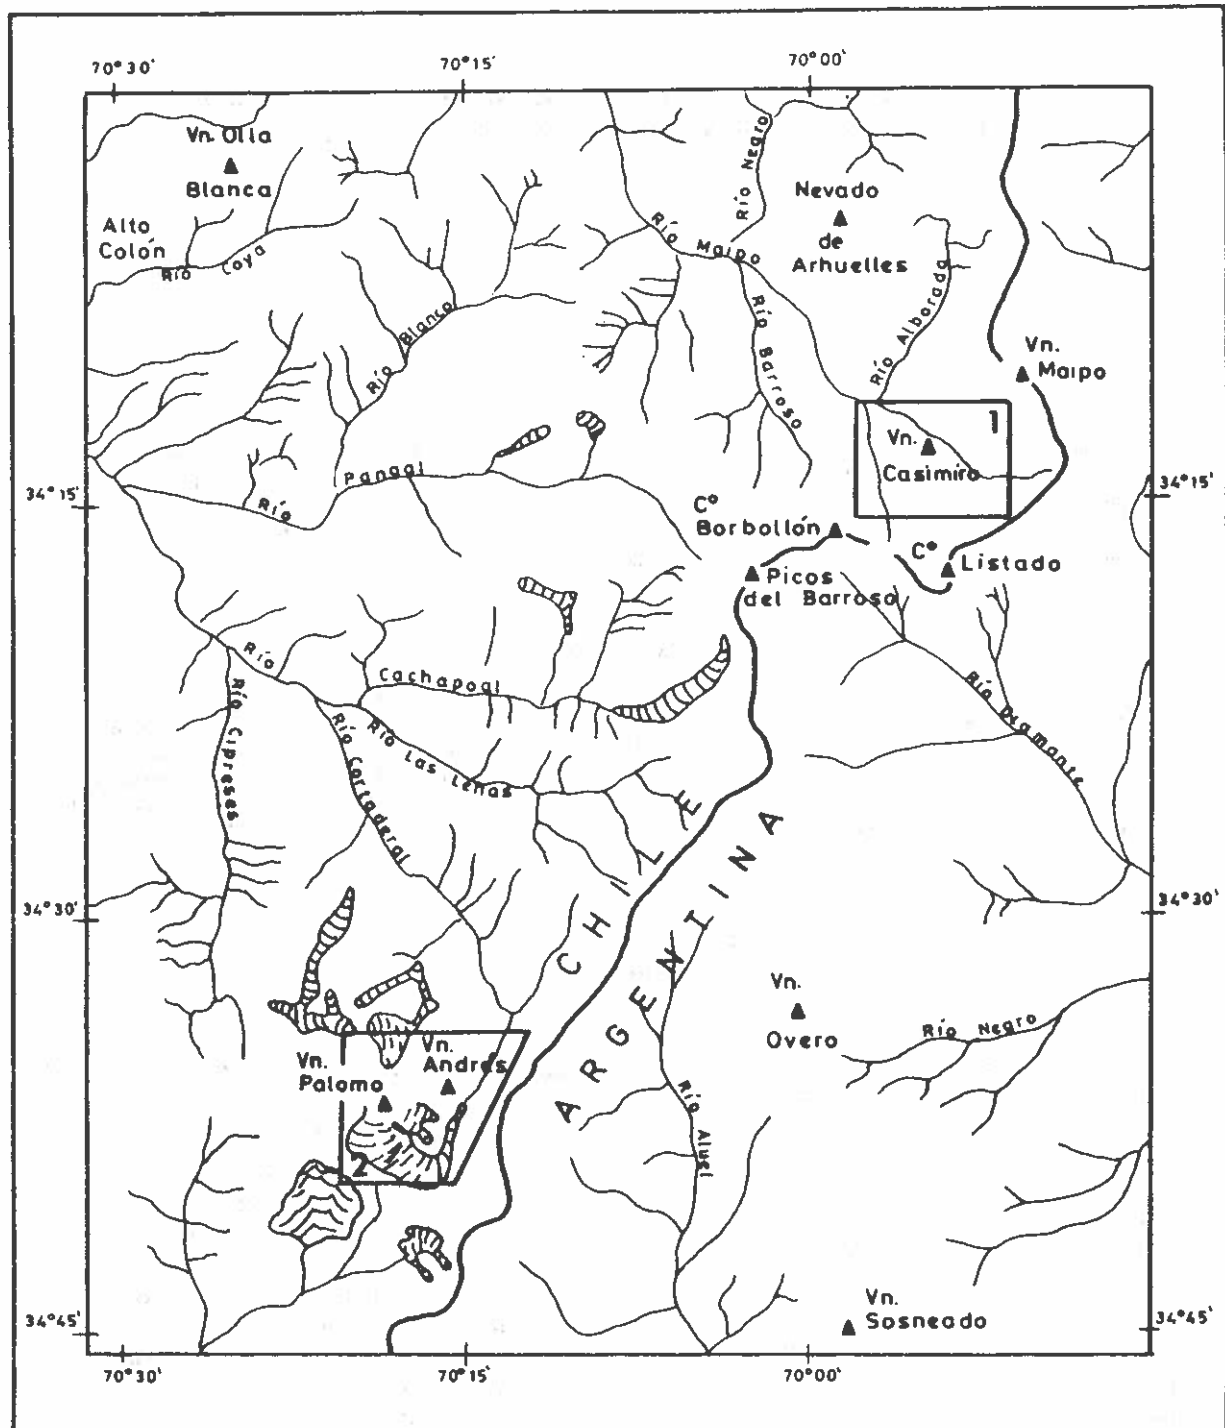 70°30'
70°15'
70°00'
Vn. Olla
Blanca
Alto
Colón
Río Coya
Río Blanco
Río Negro
Nevado
de
Arhuelles
Río Maipo
Río Barroso
Río Alborada
Vn.
Maipo
1
Vn.
Casimiro
34°15'
34°15'
Río Pangal
C°
Borbollón
C°
Listado
Picos
del Barroso
Río Cachapoal
Río Cipreses
Río Cortaderal
Río Las Leñas
Río Diamante
CHILE
ARGENTINA
34°30'
34°30'
Vn.
Overo
Río Negro
Vn.
Andrés
Vn.
Palomo
2
Río Atuel
34°45'
34°45'
Vn.
Sosneado
70°30'
70°15'
70°00'